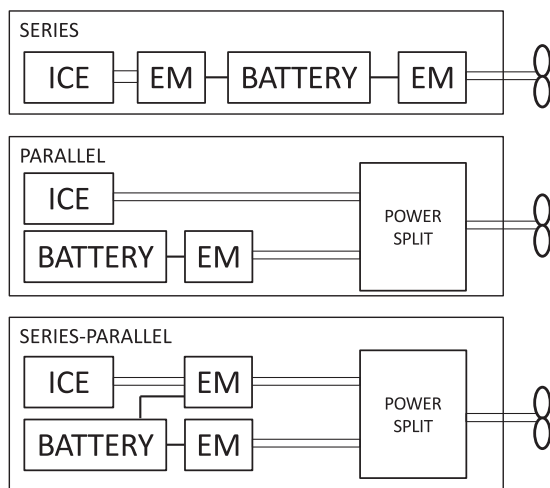 SERIES
ICE EM BATTERY EM
PARALLEL
ICE
BATTERY EM
POWER
SPLIT
SERIES-PARALLEL
ICE EM
BATTERY EM
POWER
SPLIT